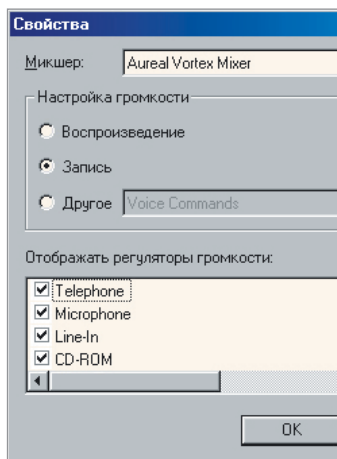 Свойства
Микшер: Aureal Vortex Mixer
Настройка громкости
Воспроизведение
Запись
Другое Voice Commands
Отображать регуляторы громкости:
Telephone
Microphone
Line-In
CD-ROM
OK